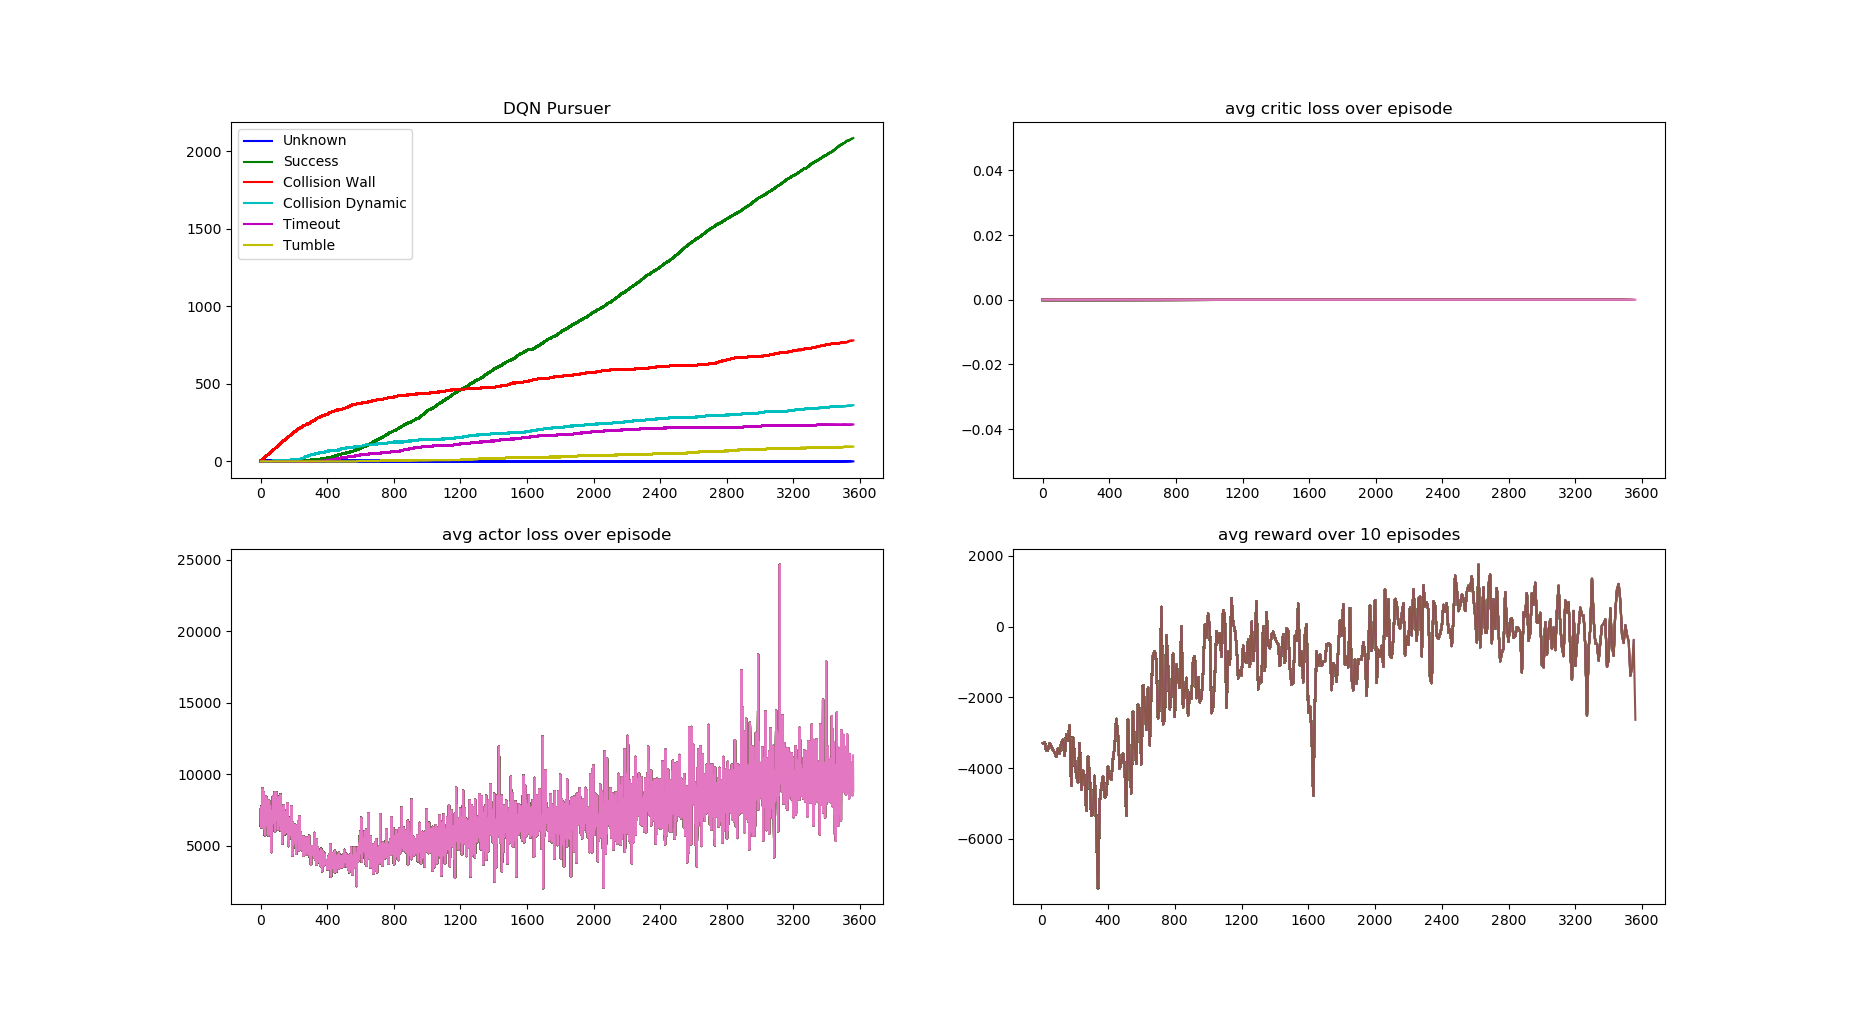 DQN Pursuer
2000
1500
1000
500
0
Unknown
Success
Collision Wall
Collision Dynamic
Timeout
Tumble
0 400 800 1200 1600 2000 2400 2800 3200 3600
avg critic loss over episode
0.04
0.02
0.00
−0.02
−0.04
0 400 800 1200 1600 2000 2400 2800 3200 3600
avg actor loss over episode
25000
20000
15000
10000
5000
0 400 800 1200 1600 2000 2400 2800 3200 3600
avg reward over 10 episodes
2000
0
−2000
−4000
−6000
0 400 800 1200 1600 2000 2400 2800 3200 3600